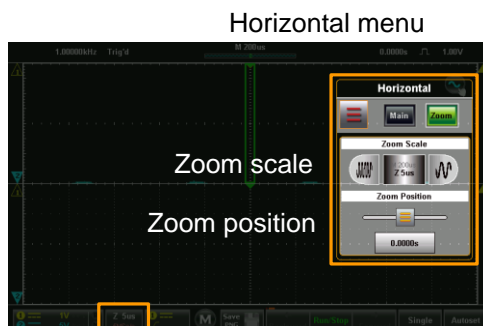 Horizontal menu
1.00000kHz Trig'd M 200us 0.0000s 1.00V
Horizontal
Main Zoom
Zoom Scale
Zoom scale
Z 5us
Zoom Position
Zoom position
0.0000s
1V Z 5us M Save Run/Stop Single Autoset